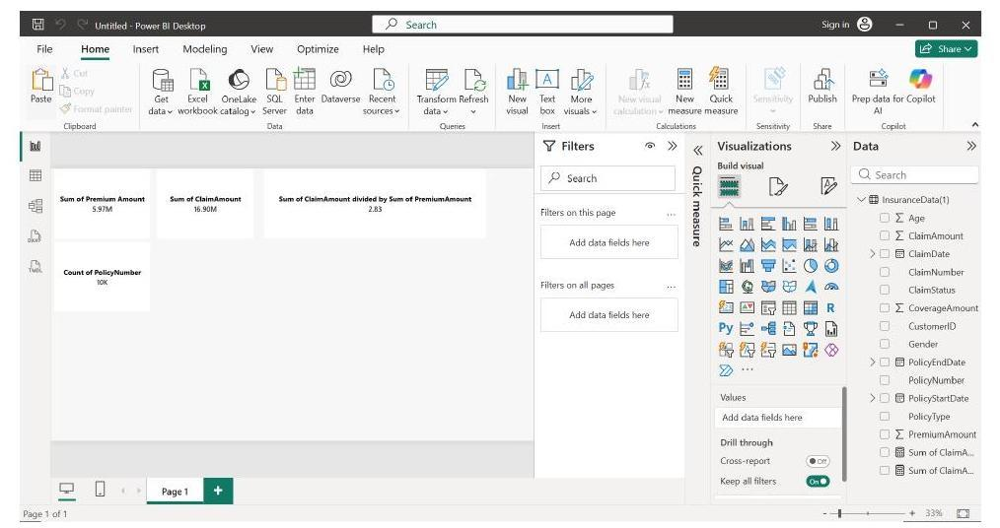 Untitled - Power BI Desktop
Search
Sign in
File Home Insert Modeling View Optimize Help
Share
Paste
Cut
Copy
Format painter
Get data
Excel workbook
OneLake catalog
SQL Server
Enter data
Dataverse
Recent sources
Transform data
Refresh
New visual
Text box
More visuals
New visual calculation
New measure
Quick measure
Sensitivity
Publish
Prep data for AI
Copilot
Clipboard Data Queries Insert Calculations Sensitivity Share Copilot
Sum of Premium Amount
5.97M
Sum of ClaimAmount
16.90M
Sum of ClaimAmount divided by Sum of PremiumAmount
2.83
Count of PolicyNumber
10K
Filters
Search
Filters on this page ...
Add data fields here
Filters on all pages ...
Add data fields here
Quick measure
Visualizations
Build visual
R
Py
...
Values
Add data fields here
Drill through
Cross-report Off
Keep all filters On
Data
Search
InsuranceData(1)
Age
ClaimAmount
ClaimDate
ClaimNumber
ClaimStatus
CoverageAmount
CustomerID
Gender
PolicyEndDate
PolicyNumber
PolicyStartDate
PolicyType
PremiumAmount
Sum of ClaimA...
Sum of ClaimA...
Page 1
Page 1 of 1
- + 33%